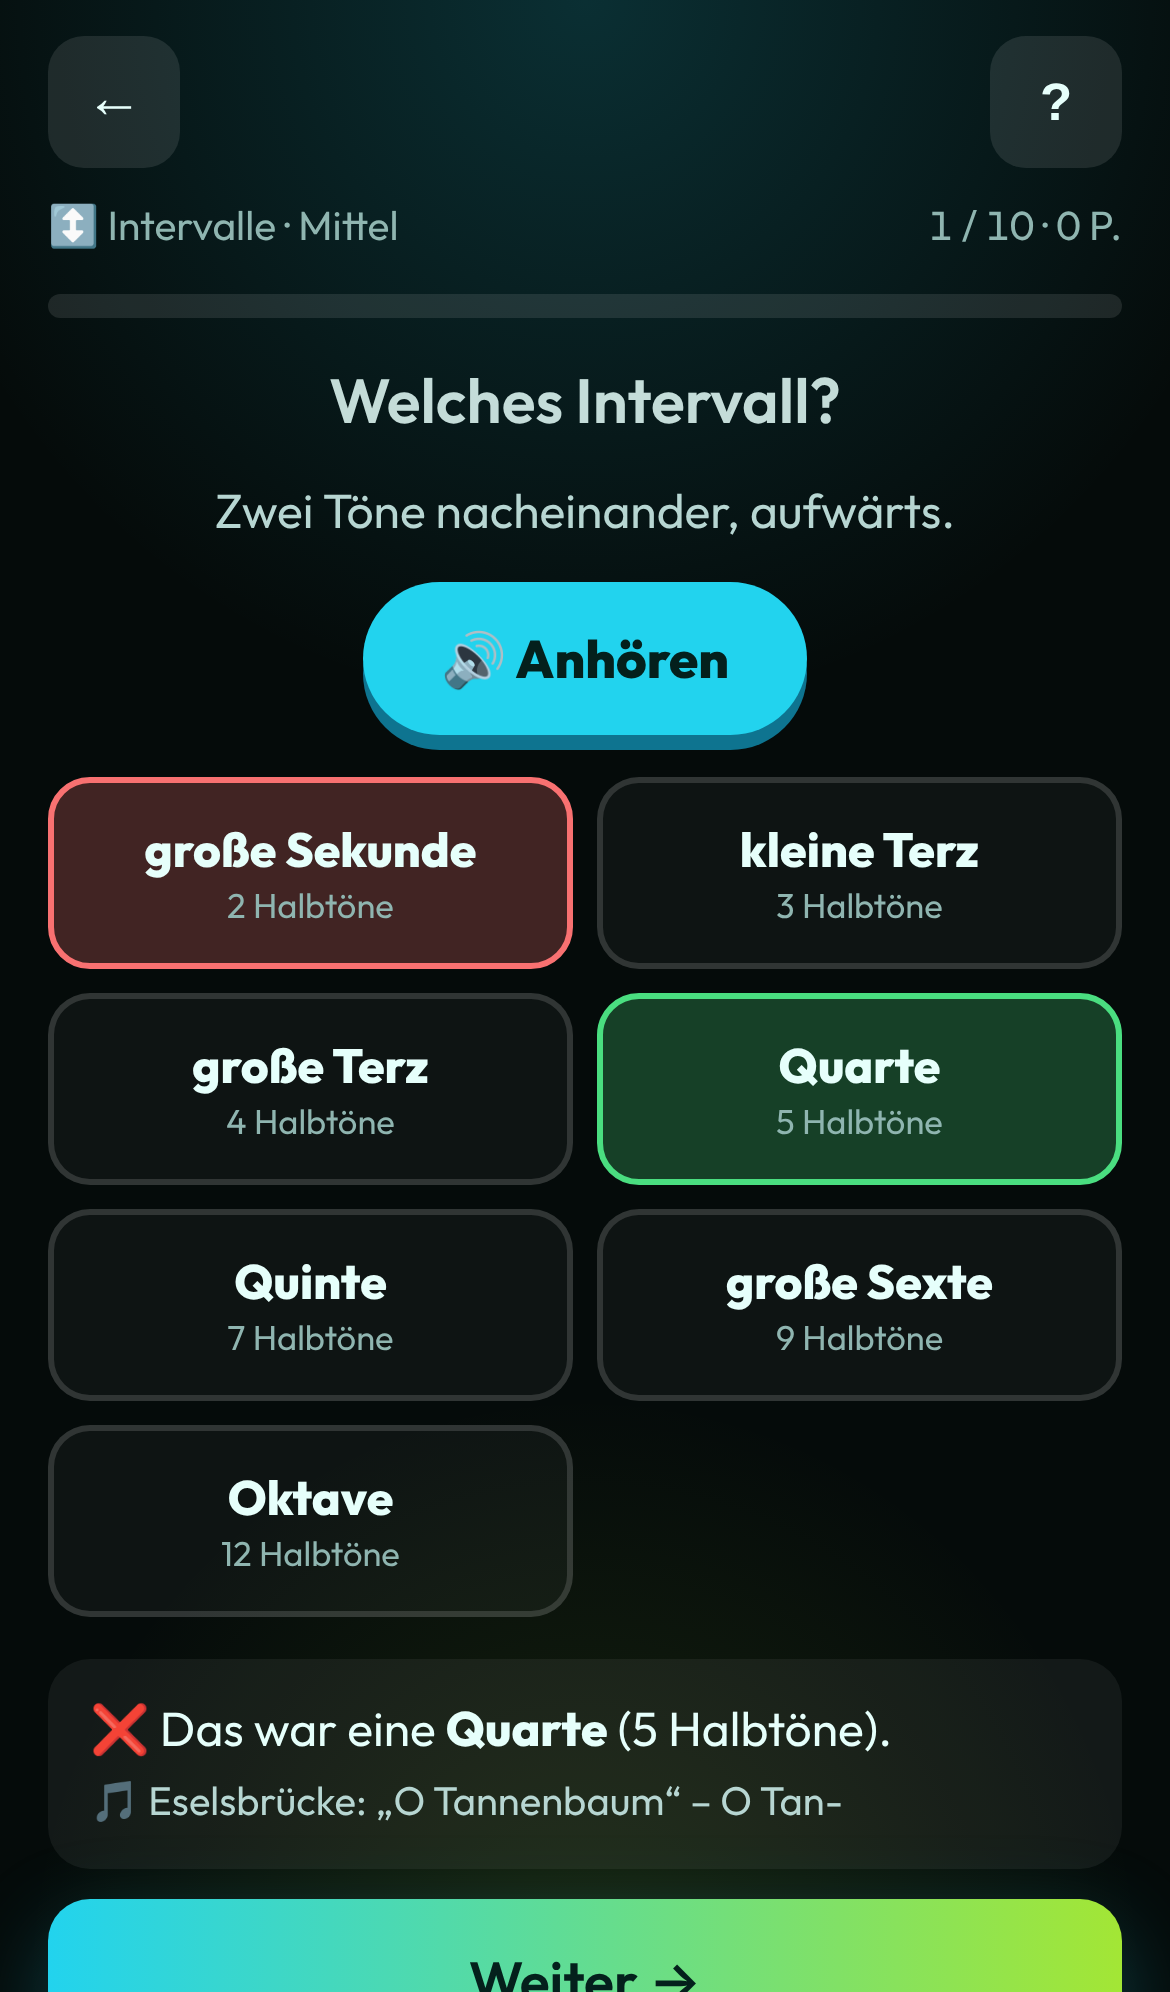 ←
?
↕ Intervalle · Mittel
1 / 10 · 0 P.
Welches Intervall?
Zwei Töne nacheinander, aufwärts.
🔊 Anhören
große Sekunde
2 Halbtöne
kleine Terz
3 Halbtöne
große Terz
4 Halbtöne
Quarte
5 Halbtöne
Quinte
7 Halbtöne
große Sexte
9 Halbtöne
Oktave
12 Halbtöne
❌ Das war eine Quarte (5 Halbtöne).
🎵 Eselsbrücke: „O Tannenbaum“ – O Tan-
Weiter →